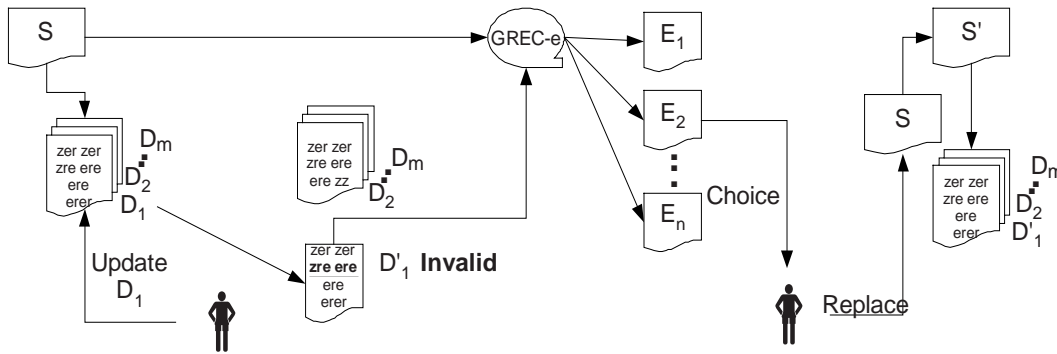 S
zer zer
zre ere
ere
erer
D1
D2
Dm
Update
D1
zer zer
zre ere
ere zz
D2
Dm
zer zer
zre ere
ere
erer
D'1 Invalid
GREC-e
E1
E2
En
Choice
Replace
S
S'
zer zer
zre ere
ere
erer
D'1
D2
Dm